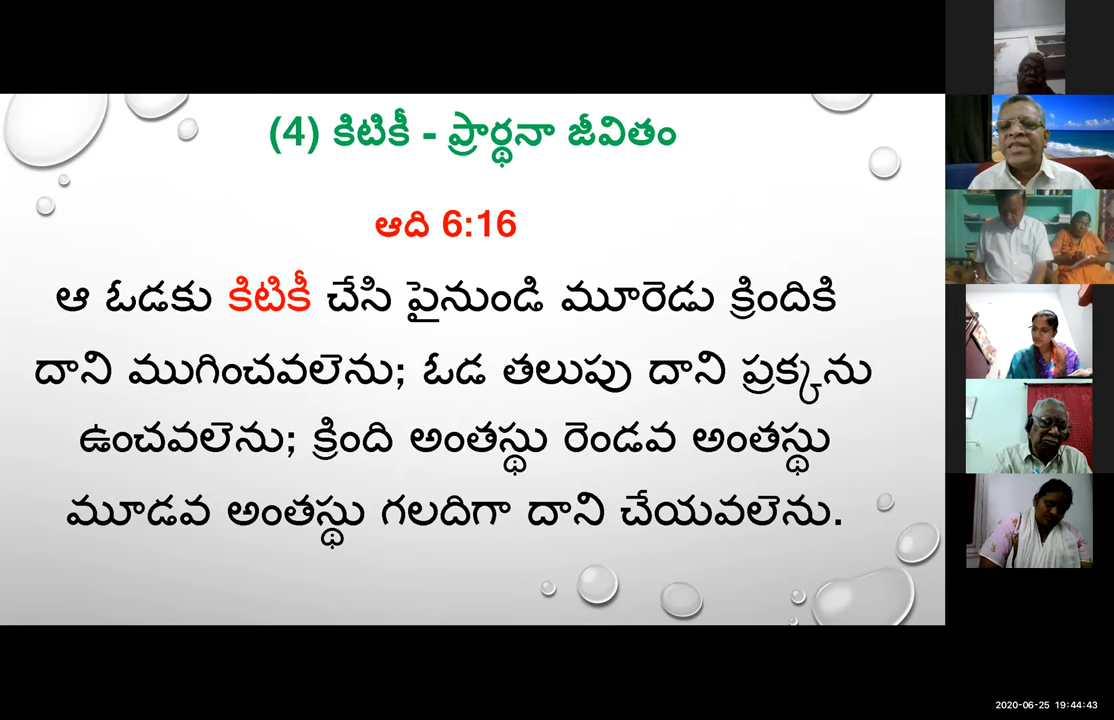 (4) కిటికీ - ప్రార్థనా జీవితం
ఆది 6:16
ఆ ఓడకు కిటికీ చేసి పైనుండి మూరెడు క్రిందికి
దాని ముగించవలెను; ఓడ తలుపు దాని ప్రక్కను
ఉంచవలెను; క్రింది అంతస్థు రెండవ అంతస్థు
మూడవ అంతస్థు గలదిగా దాని చేయవలెను.
2020-06-25 19:44:43